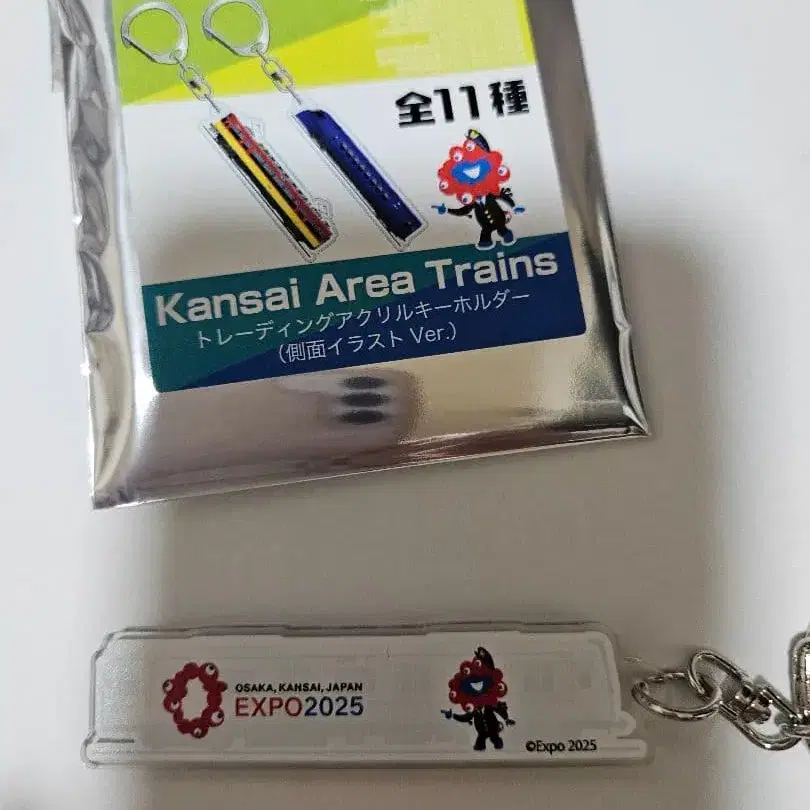 全11種
Kansai Area Trains
トレーディングアクリルキーホルダー
(側面イラスト Ver.)
OSAKA, KANSAI, JAPAN
EXPO2025
©Expo 2025